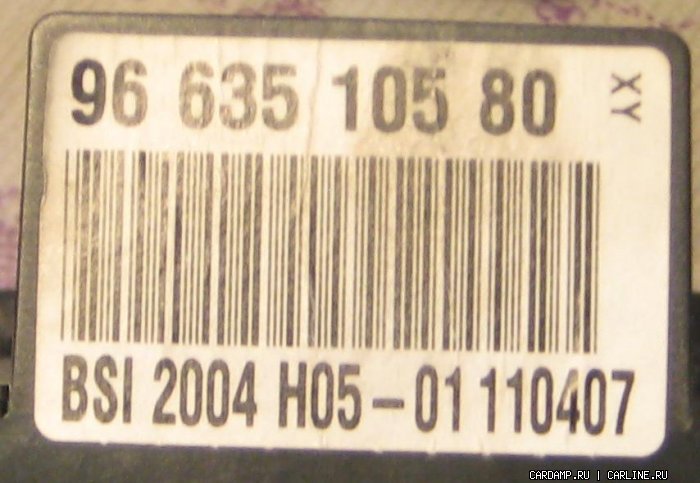 96 635 105 80
XY
BSI 2004 H05-01 110407
CARDAMP.RU | CARLINE.RU